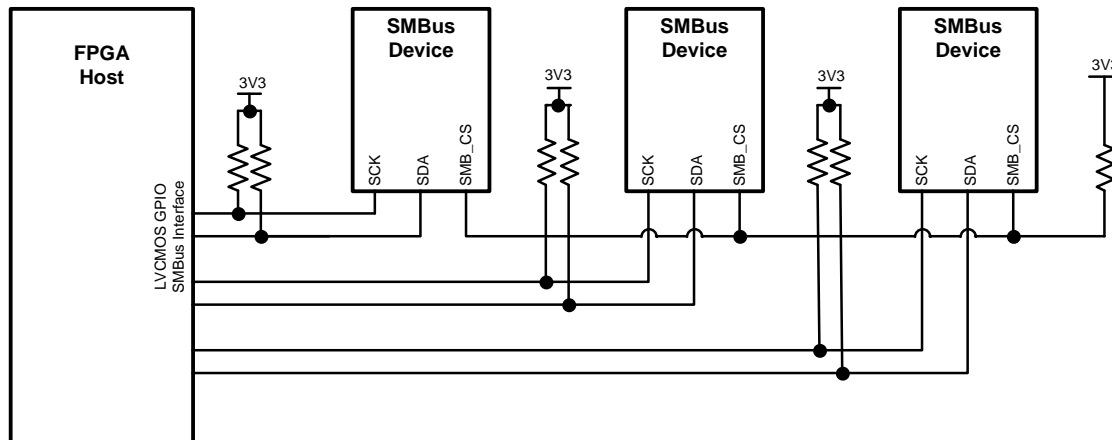 FPGA
Host
LVCMOS GPIO
SMBus Interface
3V3
SMBus
Device
SCK
SDA
SMB_CS
3V3
SMBus
Device
SCK
SDA
SMB_CS
3V3
SMBus
Device
SCK
SDA
SMB_CS
3V3